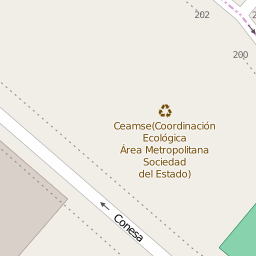 202
200
Ceamse(Coordinación
Ecológica
Área Metropolitana
Sociedad
del Estado)
Conesa